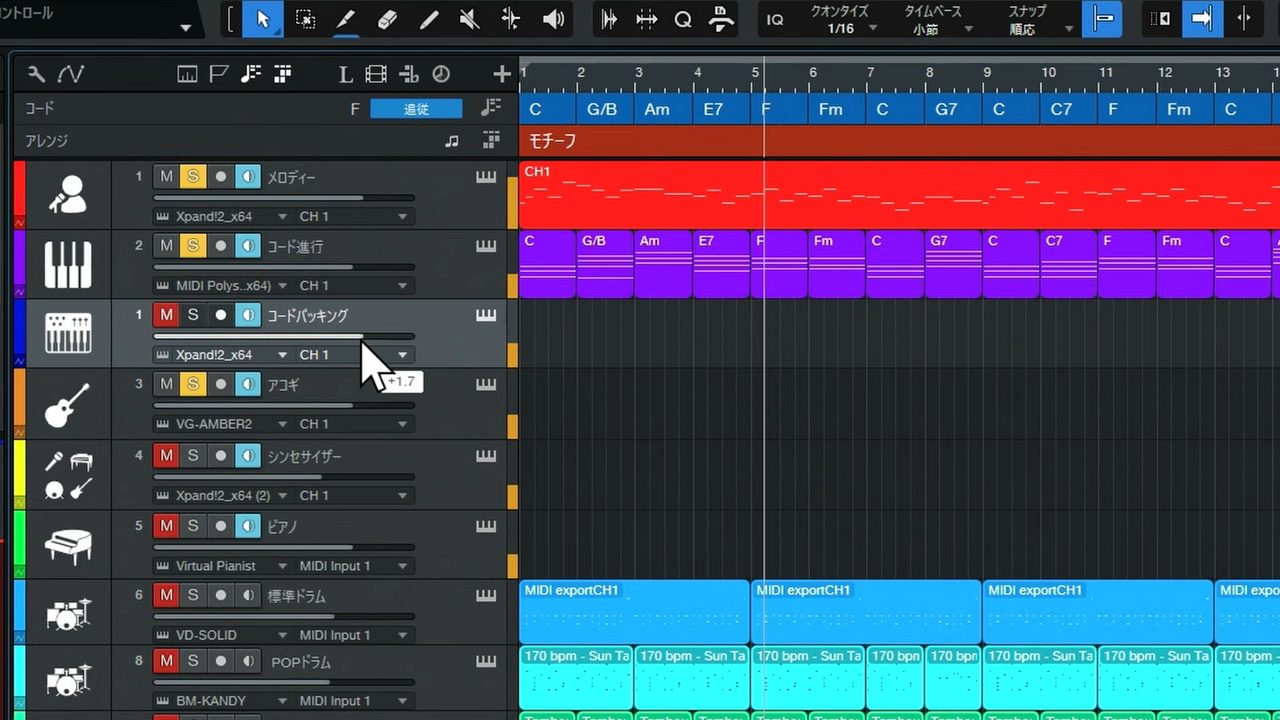 コントロール
IQ
クオンタイズ
1/16
タイムベース
小節
スナップ
順応
L
1 2 3 4 5 6 7 8 9 10 11 12 13
コード F 追従
C G/B Am E7 F Fm C G7 C C7 F Fm C
アレンジ
モチーフ
1 M S メロディー
Xpand!2_x64 CH 1
CH1
2 M S コード進行
MIDI Polys..x64) CH 1
C G/B Am E7 F Fm C G7 C C7 F Fm C
1 M S コードバッキング
Xpand!2_x64 CH 1
+1.7
3 M S アコギ
VG-AMBER2 CH 1
4 M S シンセサイザー
Xpand!2_x64 (2) CH 1
5 M S ピアノ
Virtual Pianist MIDI Input 1
6 M S 標準ドラム
VD-SOLID MIDI Input 1
MIDI exportCH1 MIDI exportCH1 MIDI exportCH1 MIDI expo
8 M S POPドラム
BM-KANDY MIDI Input 1
170 bpm - Sun Ta 170 bpm - Sun Ta 170 bpm - Sun Ta 170 bpn 170 bpn 170 bpm - Sun Ta 170 bpm - Sun Ta 170 bpm -